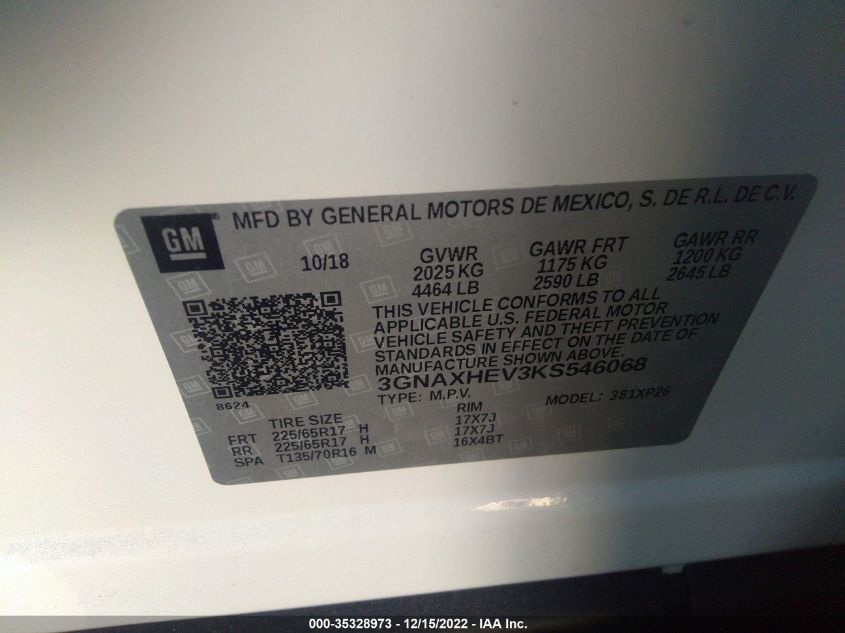 GM
MFD BY GENERAL MOTORS DE MEXICO, S. DE R.L. DE C.V.
10/18
GVWR GAWR FRT GAWR RR
2025 KG 1175 KG 1200 KG
4464 LB 2590 LB 2645 LB
THIS VEHICLE CONFORMS TO ALL
APPLICABLE U.S. FEDERAL MOTOR
VEHICLE SAFETY AND THEFT PREVENTION
STANDARDS IN EFFECT ON THE DATE OF
MANUFACTURE SHOWN ABOVE.
3GNAXHEV3KS546068
8624
TYPE: M.P.V. MODEL: 381XP26
TIRE SIZE RIM
FRT 225/65R17 H 17X7J
RR 225/65R17 H 17X7J
SPA T135/70R16 M 16X4BT
000-35328973 - 12/15/2022 - IAA Inc.